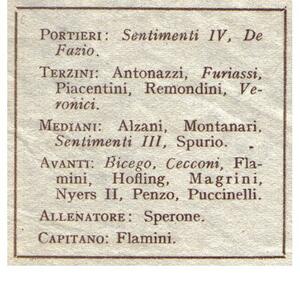 PORTIERI: Sentimenti IV, De
Fazio.
TERZINI: Antonazzi, Furiassi,
Piacentini, Remondini, Ve-
ronici.
MEDIANI: Alzani, Montanari,
Sentimenti III, Spurio.
AVANTI: Bicego, Cecconi, Fla-
mini, Hofling, Magrini,
Nyers II, Penzo, Puccinelli.
ALLENATORE: Sperone.
CAPITANO: Flamini.